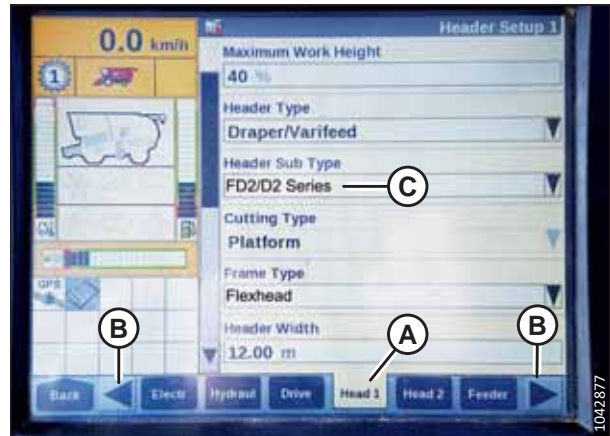 Header Setup 1
0.0 km/h
Maximum Work Height
40 %
1
Header Type
Draper/Varifeed
Header Sub Type
FD2/D2 Series
C
Cutting Type
Platform
Frame Type
Flexhead
GPS
B
Header Width
A
B
12.00 m
Back
Electr
Hydraul
Drive
Head 1
Head 2
Feeder
1042877